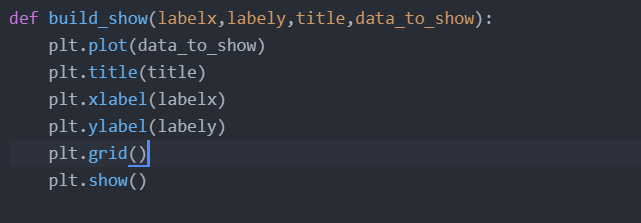 def build_show(labelx,labely,title,data_to_show):
    plt.plot(data_to_show)
    plt.title(title)
    plt.xlabel(labelx)
    plt.ylabel(labely)
    plt.grid()
    plt.show()